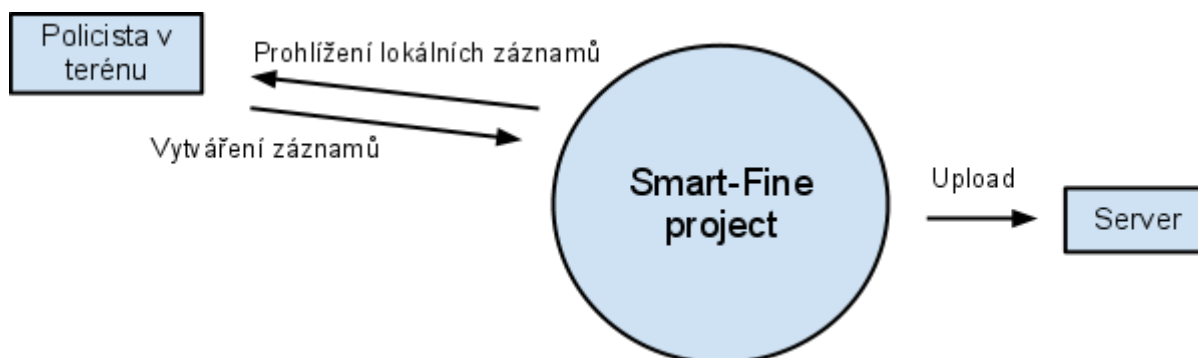 Policista v
terénu
Prohlížení lokálních záznamů
Vytváření záznamů
Smart-Fine
project
Upload
Server